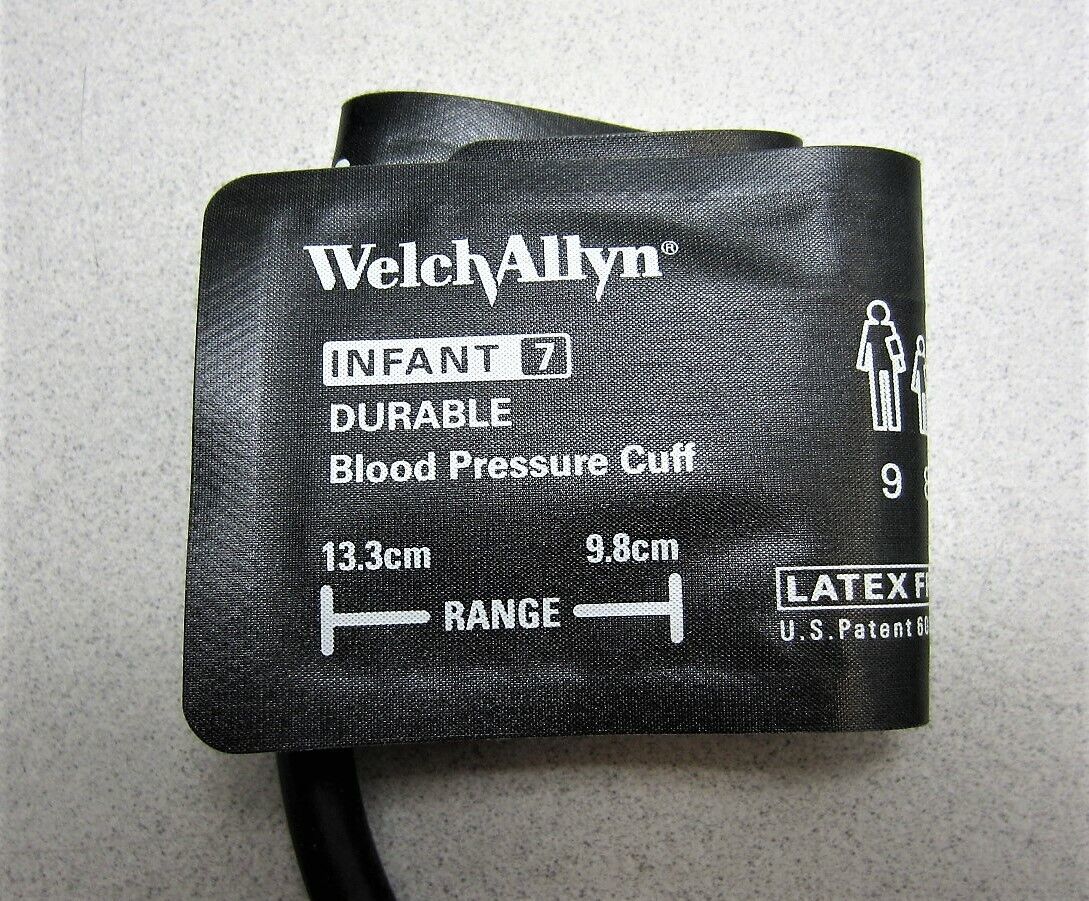 WelchAllyn®
INFANT 7
DURABLE
Blood Pressure Cuff
13.3cm 9.8cm
RANGE
9
LATEX
U.S. Patent